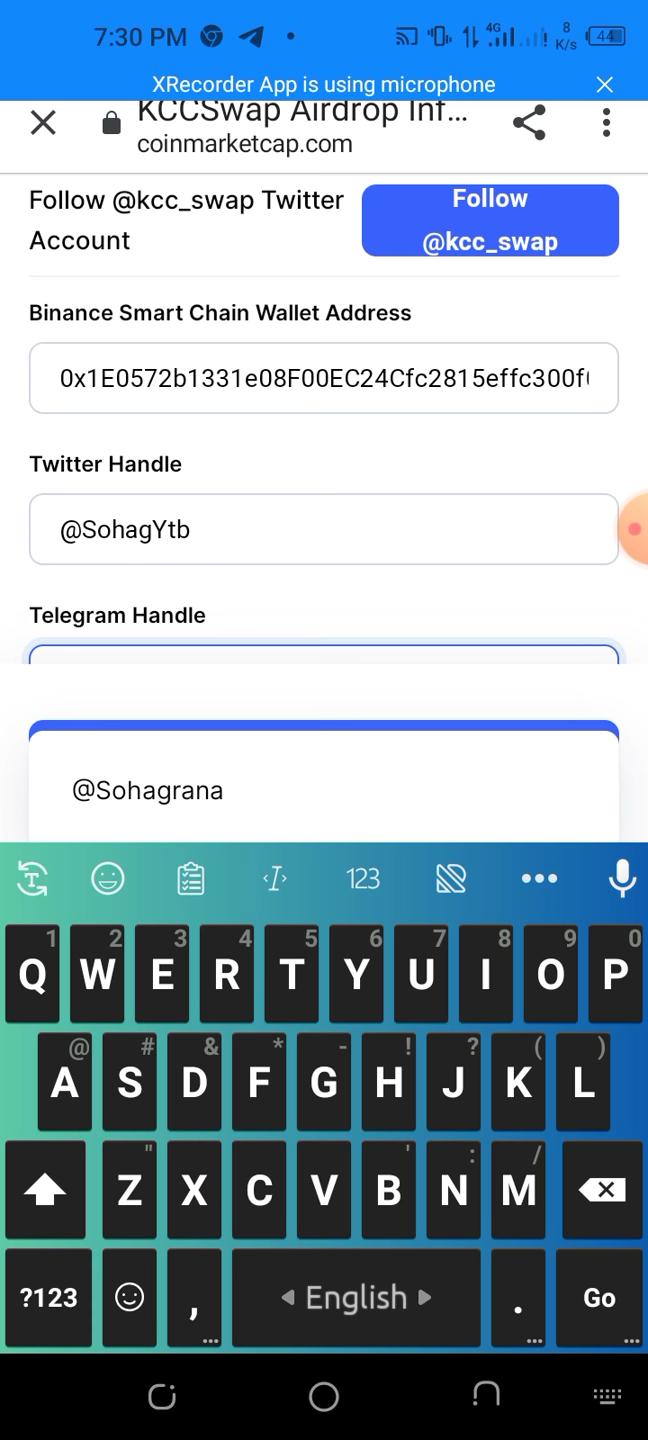 7:30 PM
4G
8
K/s
44
XRecorder App is using microphone
KCCSwap Airdrop Inf...
coinmarketcap.com
Follow @kcc_swap Twitter
Account
Follow
@kcc_swap
Binance Smart Chain Wallet Address
0x1E0572b1331e08F00EC24Cfc2815effc300f
Twitter Handle
@SohagYtb
Telegram Handle
@Sohagrana
T
123
1 2 3 4 5 6 7 8 9 0
Q W E R T Y U I O P
@ # & * - ! ? ( )
A S D F G H J K L
" ' : /
Z X C V B N M
?123 , English . Go